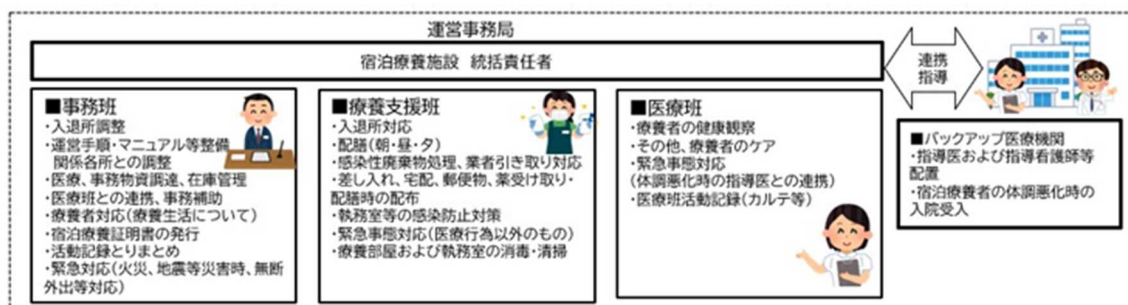 運営事務局
宿泊療養施設 統括責任者
連携
指導
■事務班
・入退所調整
・運営手順・マニュアル等整備
関係各所との調整
・医療、事務物資調達、在庫管理
・医療班との連携、事務補助
・療養者対応(療養生活について)
・宿泊療養証明書の発行
・活動記録とりまとめ
・緊急対応(火災、地震等災害時、無断
外出等対応)
■療養支援班
・入退所対応
・配膳(朝・昼・夕)
・感染性廃棄物処理、業者引き取り対応
・差し入れ、宅配、郵便物、薬受け取り・
配膳時の配布
・執務室等の感染防止対策
・緊急事態対応(医療行為以外のもの)
・療養部屋および執務室の消毒・清掃
■医療班
・療養者の健康観察
・その他、療養者のケア
・緊急事態対応
(体調悪化時の指導医との連携)
・医療班活動記録(カルテ等)
■バックアップ医療機関
・指導医および指導看護師等
配置
・宿泊療養者の体調悪化時の
入院受入